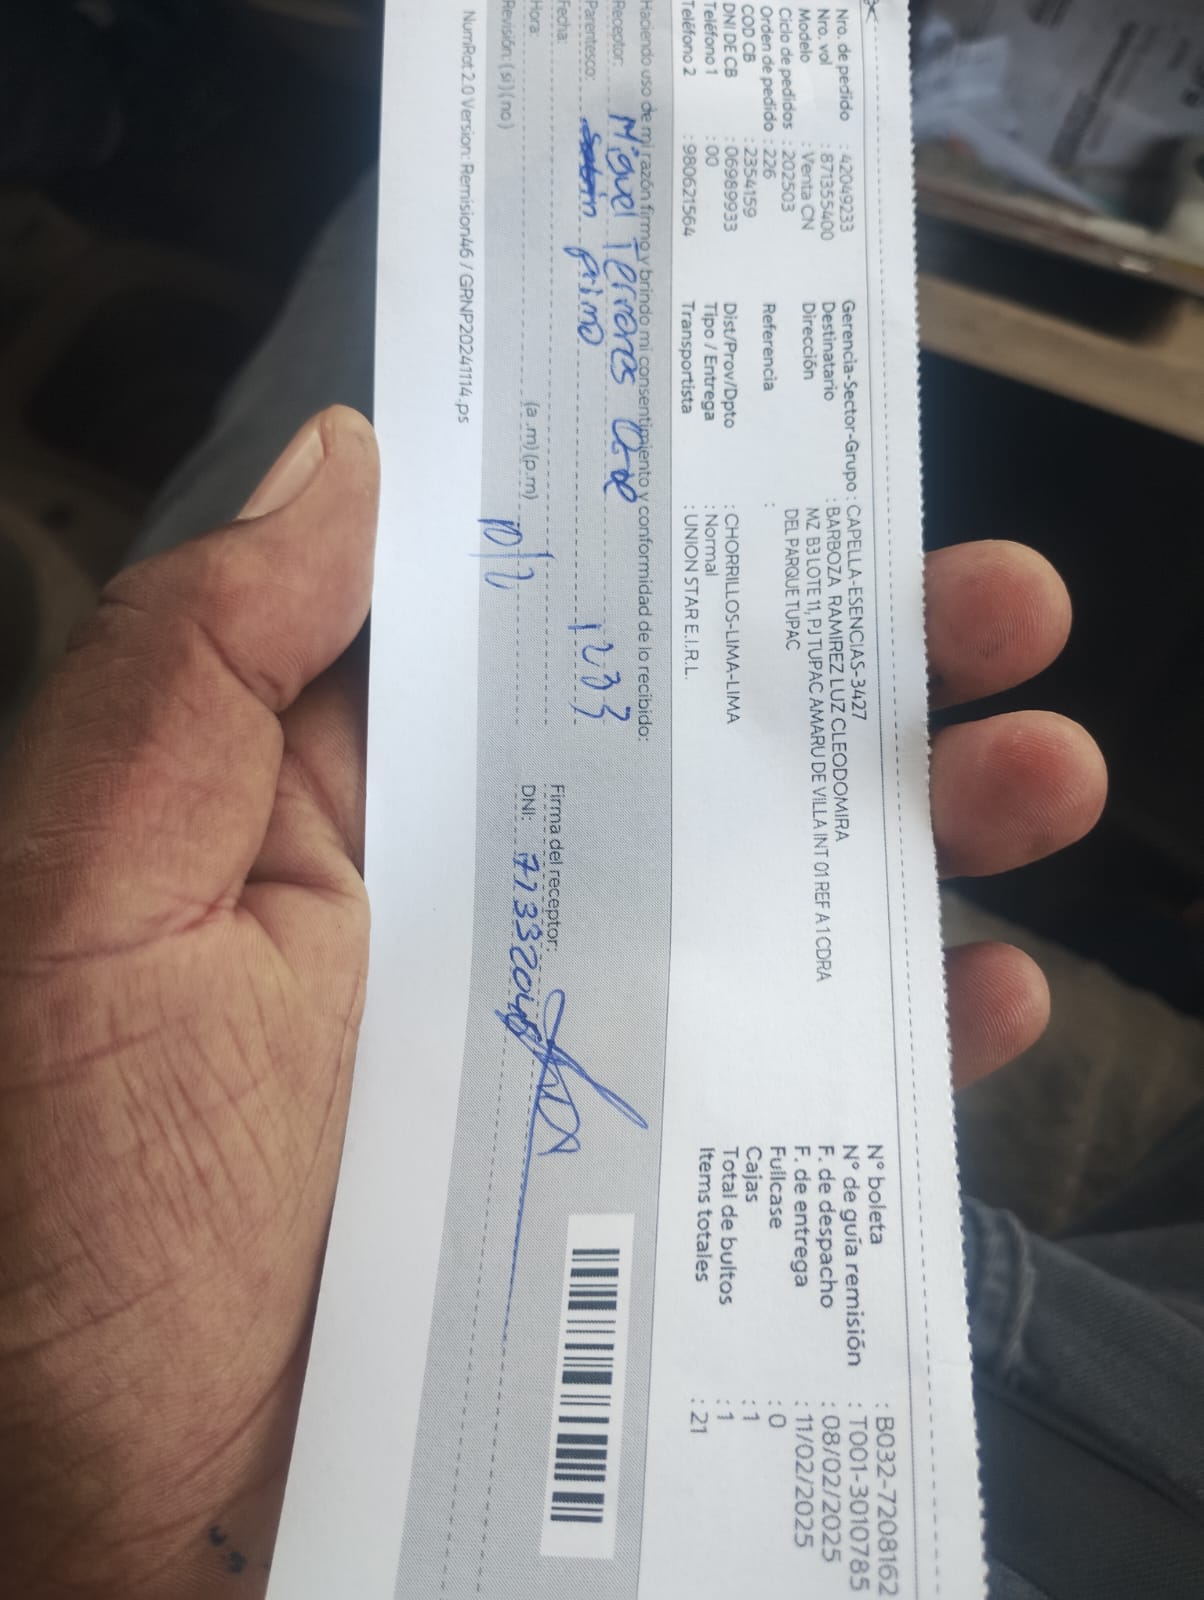 Nro. de pedido : 42049233
Nro. vol : 871355400
Modelo : Venta CN
Ciclo de pedidos : 202503
Orden de pedido : 226
COD CB : 2354159
DNI DE CB : 06989933
Teléfono 1 : 00
Teléfono 2 : 980621564
Gerencia-Sector-Grupo : CAPELLA-ESENCIAS-3427
Destinatario : BARBOZA RAMIREZ LUZ CLEODOMIRA
Dirección : MZ B3 LOTE 11, PJ TUPAC AMARU DE VILLA INT 01 REF A 1 CDRA
DEL PARQUE TUPAC
Referencia :
Dist/Prov/Dpto : CHORRILLOS-LIMA-LIMA
Tipo / Entrega : Normal
Transportista : UNION STAR E.I.R.L.
N° boleta : B032-7208162
N° de guía remisión : T001-3010785
F. de despacho : 08/02/2025
F. de entrega : 11/02/2025
Fullcase : 0
Cajas : 1
Total de bultos : 1
Items totales : 21
Haciendo uso de mi razón firmo y brindo mi consentimiento y conformidad de lo recibido:
Receptor: Miguel Terrones
Parentesco: primo 1233
Fecha:
Hora: (a.m) (p.m)
Revisión: ( si ) ( no )
Firma del receptor:
DNI:
NumRot 2.0 Version: Remision46 / GRNP20241114.ps